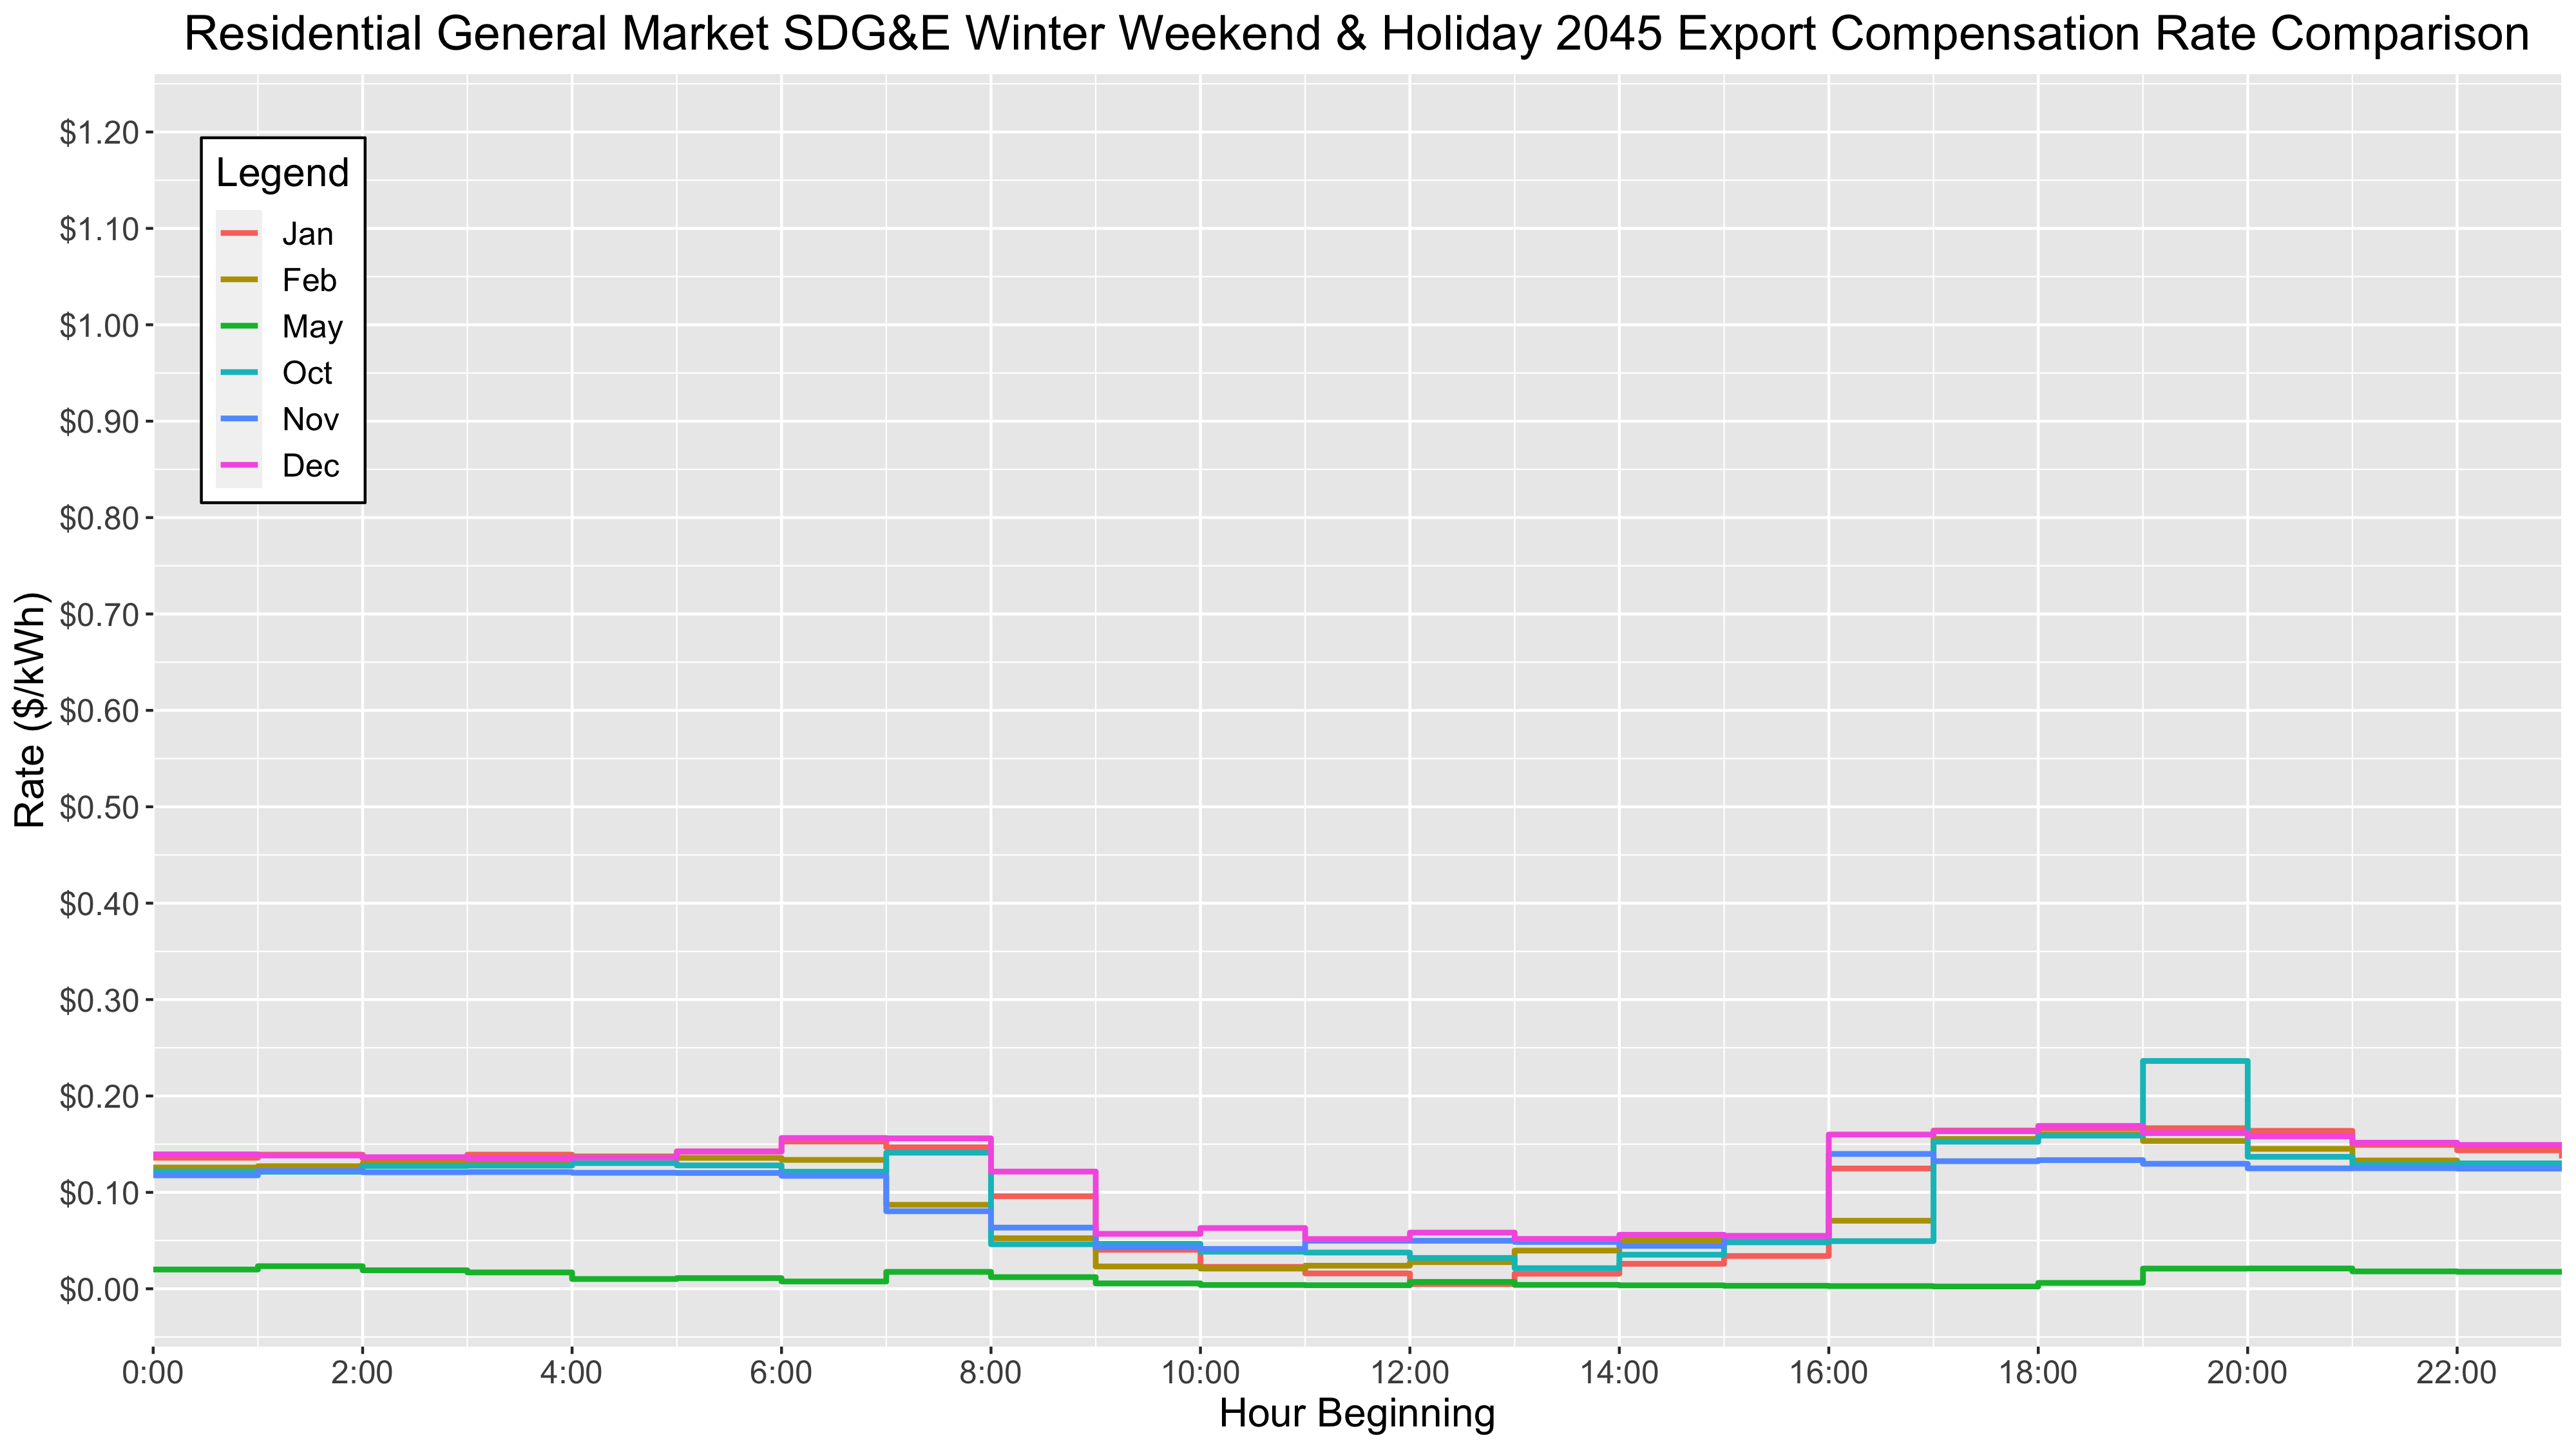 Residential General Market SDG&E Winter Weekend & Holiday 2045 Export Compensation Rate Comparison
Legend
Jan
Feb
May
Oct
Nov
Dec
Rate ($/kWh)
$1.20
$1.10
$1.00
$0.90
$0.80
$0.70
$0.60
$0.50
$0.40
$0.30
$0.20
$0.10
$0.00
0:00 2:00 4:00 6:00 8:00 10:00 12:00 14:00 16:00 18:00 20:00 22:00
Hour Beginning